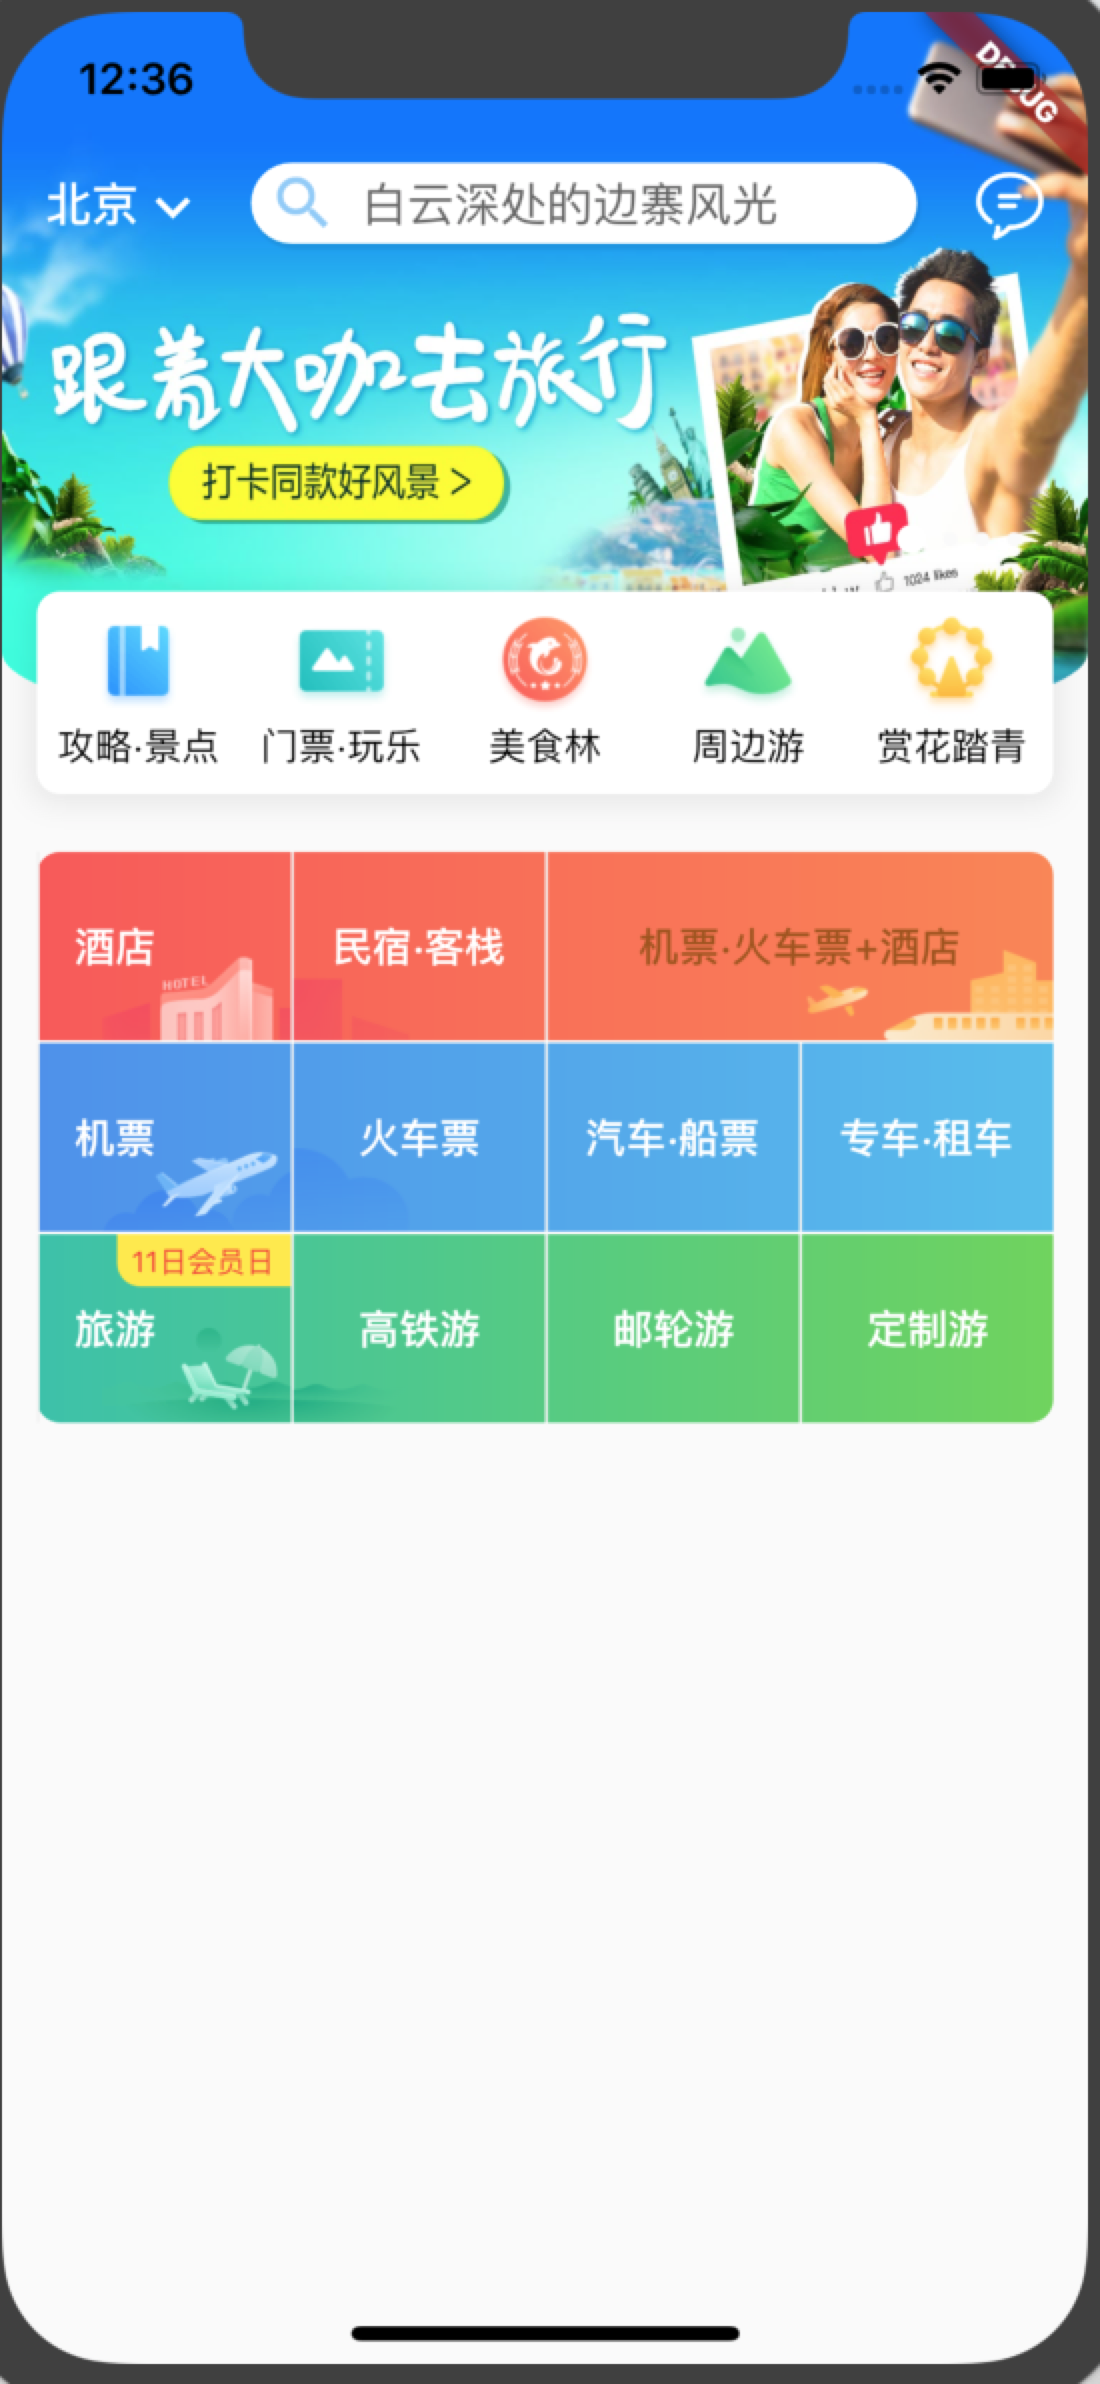 12:36
DEBUG
北京
白云深处的边寨风光
跟着大咖去旅行
打卡同款好风景 >
1024 likes
攻略·景点
门票·玩乐
美食林
周边游
赏花踏青
酒店
HOTEL
民宿·客栈
机票·火车票+酒店
机票
火车票
汽车·船票
专车·租车
11日会员日
旅游
高铁游
邮轮游
定制游